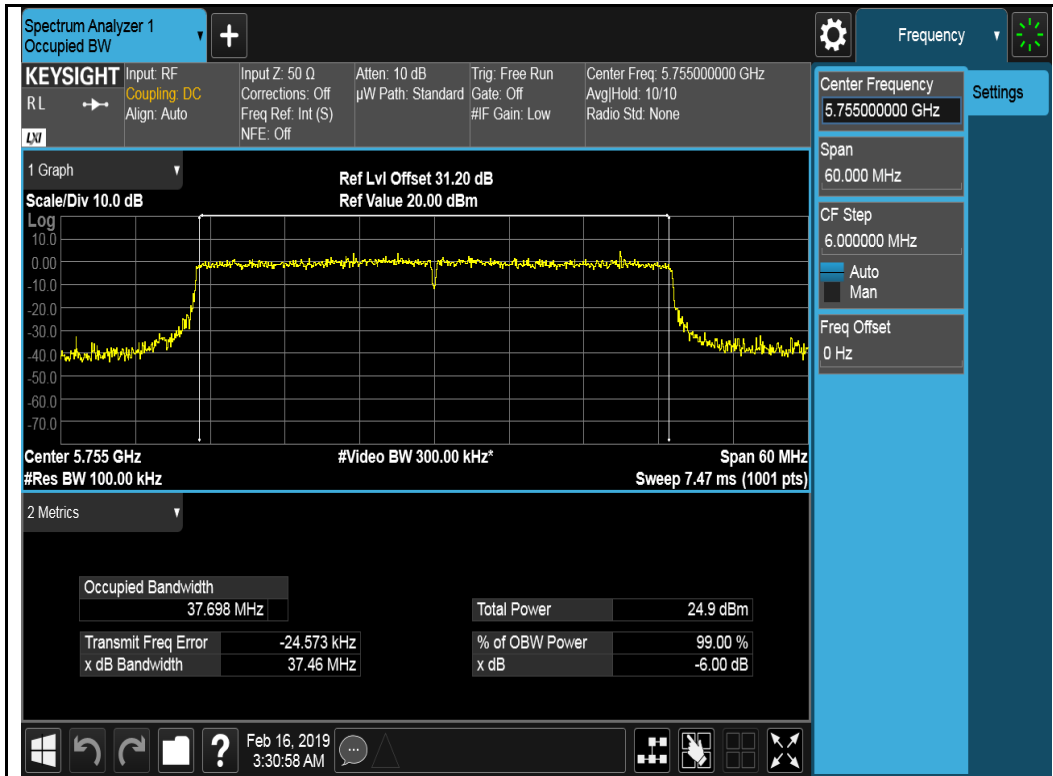 Spectrum Analyzer 1
Occupied BW
+
Frequency
KEYSIGHT
R L
LXI
Input: RF
Coupling: DC
Align: Auto
Input Z: 50 Ω
Corrections: Off
Freq Ref: Int (S)
NFE: Off
Atten: 10 dB
µW Path: Standard
Trig: Free Run
Gate: Off
#IF Gain: Low
Center Freq: 5.755000000 GHz
Avg|Hold: 10/10
Radio Std: None
Center Frequency
5.755000000 GHz
Settings
Span
60.000 MHz
CF Step
6.000000 MHz
Auto
Man
Freq Offset
0 Hz
1 Graph
Scale/Div 10.0 dB
Ref Lvl Offset 31.20 dB
Ref Value 20.00 dBm
Log
10.0
0.00
-10.0
-20.0
-30.0
-40.0
-50.0
-60.0
-70.0
Center 5.755 GHz
#Video BW 300.00 kHz*
Span 60 MHz
#Res BW 100.00 kHz
Sweep 7.47 ms (1001 pts)
2 Metrics
Occupied Bandwidth
37.698 MHz
Total Power 24.9 dBm
Transmit Freq Error -24.573 kHz
% of OBW Power 99.00 %
x dB Bandwidth 37.46 MHz
x dB -6.00 dB
?
Feb 16, 2019
3:30:58 AM